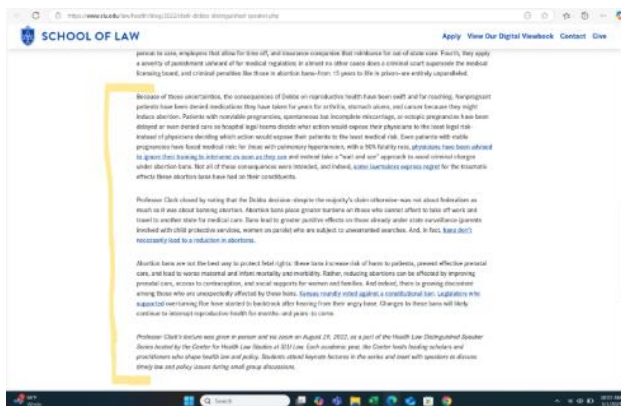 https://www.slu.edu/law/health/blog/2022/
SCHOOL OF LAW
Apply View Our Digital Viewbook Contact Give
person to care, employers that allow for time off, and insurance companies that reimburse for out-of-state care. Fourth, they apply
a severity of punishment unheard of for medical regulation; in almost no other cases does a criminal court supersede the medical
licensing board, and criminal penalties like those in abortion bans–from 15 years to life in prison–are entirely unparalleled.
Because of these uncertainties, the consequences of Dobbs on reproductive health have been swift and far reaching. Nonpregnant
patients have been denied medications they have taken for years for arthritis, stomach ulcers, and cancer because they might
induce abortion. Patients with nonviable pregnancies, spontaneous but incomplete miscarriage, or ectopic pregnancies have been
delayed or even denied care as hospital legal teams decide what action would expose their physicians to the least legal risk-
instead of physicians deciding which action would expose their patients to the least medical risk. Even patients with viable
pregnancies have faced medical risk: for those with pulmonary hypertension, with a 50% fatality rate, physicians have been advised
to ignore their training to intervene as soon as they can and instead take a "wait and see" approach to avoid criminal charges
under abortion bans. Not all of these consequences were intended, and indeed, some lawmakers express regret for the traumatic
effects these abortion bans have had on their constituents.
Professor Clark closed by noting that the Dobbs decision–despite the majority's claim otherwise–was not about federalism as
much as it was about banning abortion. Abortion bans place greater burdens on those who cannot afford to take off work and
travel to another state for medical care. Bans lead to greater punitive effects on those already under state surveillance (parents
involved with child protective services, women on parole) who are subject to unwarranted searches. And, in fact, bans don't
necessarily lead to a reduction in abortions.
Abortion bans are not the best way to protect fetal rights: these bans increase risk of harm to patients, prevent effective prenatal
care, and lead to worse maternal and infant mortality and morbidity. Rather, reducing abortions can be effected by improving
prenatal care, access to contraception, and social supports for women and families. And indeed, there is growing discontent
among those who are unexpectedly affected by these bans. Kansas roundly voted against a constitutional ban. Legislators who
supported overturning Roe have started to backtrack after hearing from their angry base. Changes to these bans will likely
continue to interrupt reproductive health for months–and years–to come.
Professor Clark's lecture was given in person and via zoom on August 26, 2022, as a part of the Health Law Distinguished Speaker
Series hosted by the Center for Health Law Studies at SLU Law. Each academic year, the Center hosts leading scholars and
practitioners who shape health law and policy. Students attend keynote lectures in the series and meet with speakers to discuss
timely law and policy issues during small group discussions.
Search